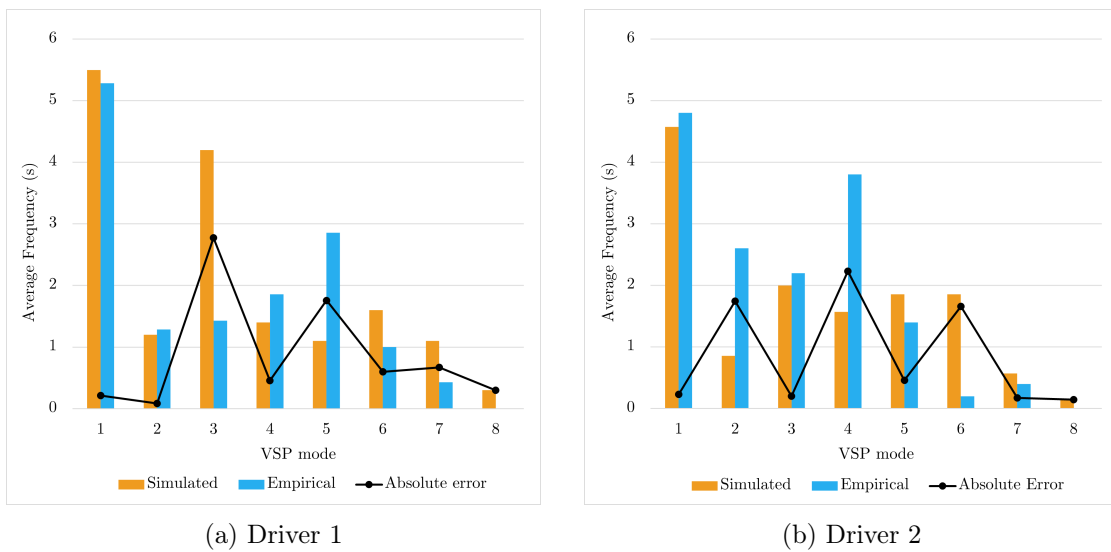 6
5
4
3
2
1
0
Average Frequency (s)
1 2 3 4 5 6 7 8
VSP mode
Simulated Empirical Absolute error
(a) Driver 1
6
5
4
3
2
1
0
Average Frequency (s)
1 2 3 4 5 6 7 8
VSP mode
Simulated Empirical Absolute Error
(b) Driver 2